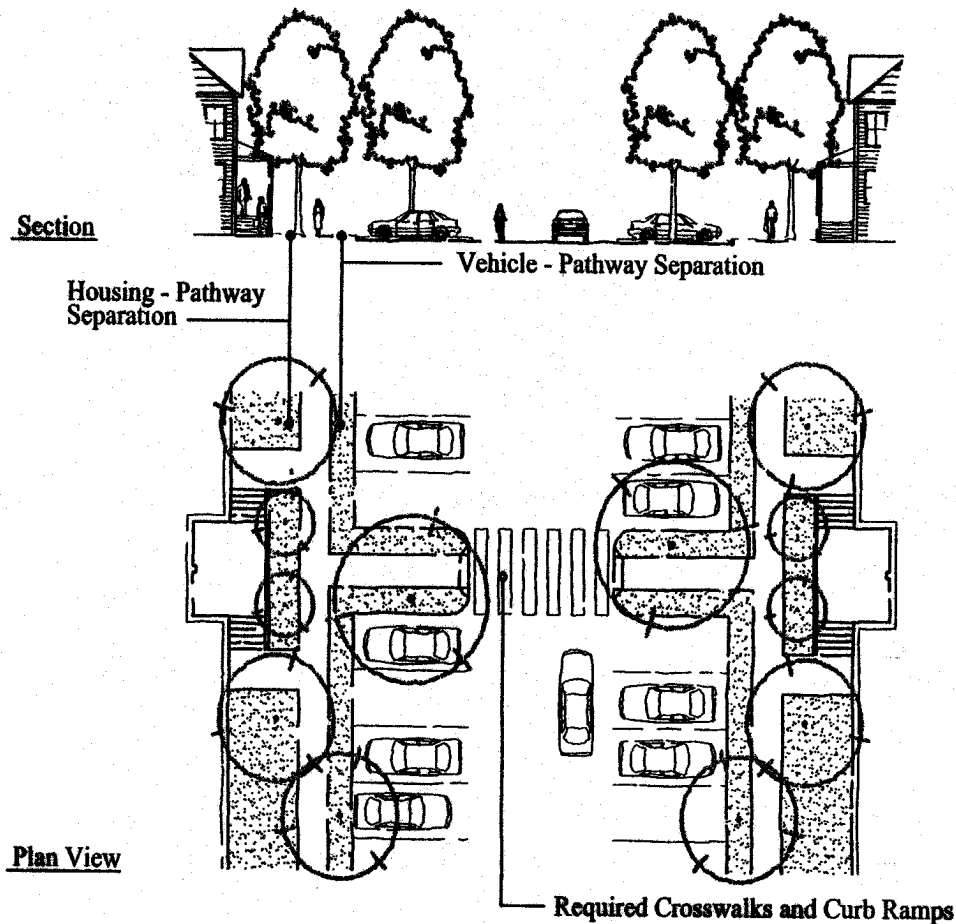 Section
Vehicle - Pathway Separation
Housing - Pathway
Separation
Plan View
Required Crosswalks and Curb Ramps